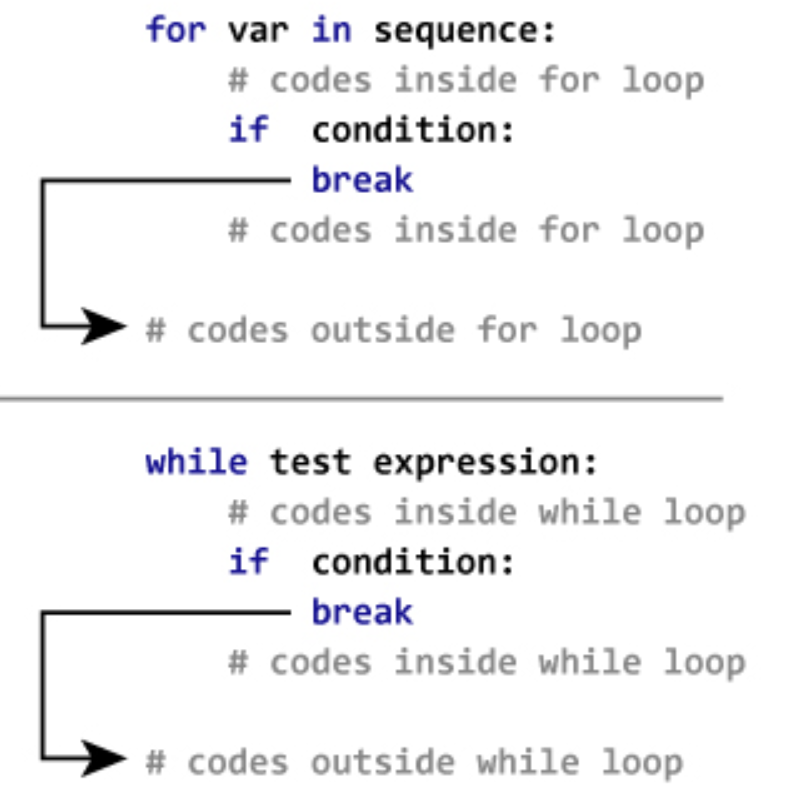 for var in sequence:
# codes inside for loop
if condition:
break
# codes inside for loop
# codes outside for loop
while test expression:
# codes inside while loop
if condition:
break
# codes inside while loop
# codes outside while loop